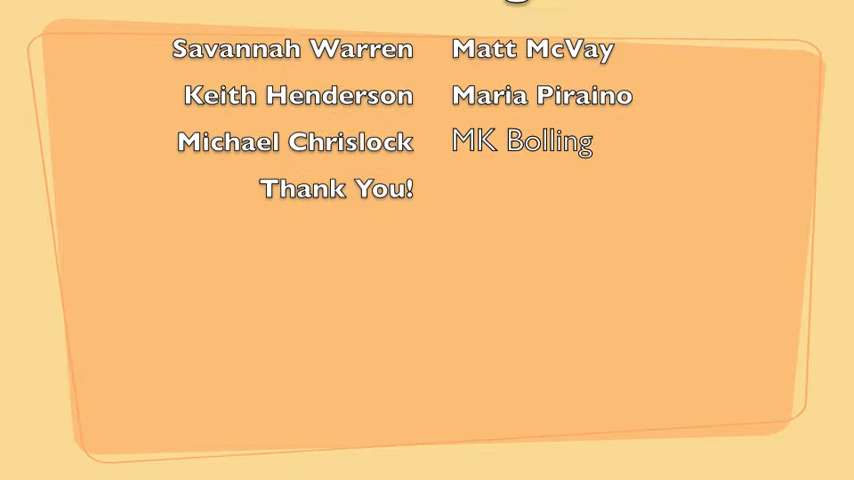 Savannah Warren Matt McVay
Keith Henderson Maria Piraino
Michael Chrislock MK Bolling
Thank You!